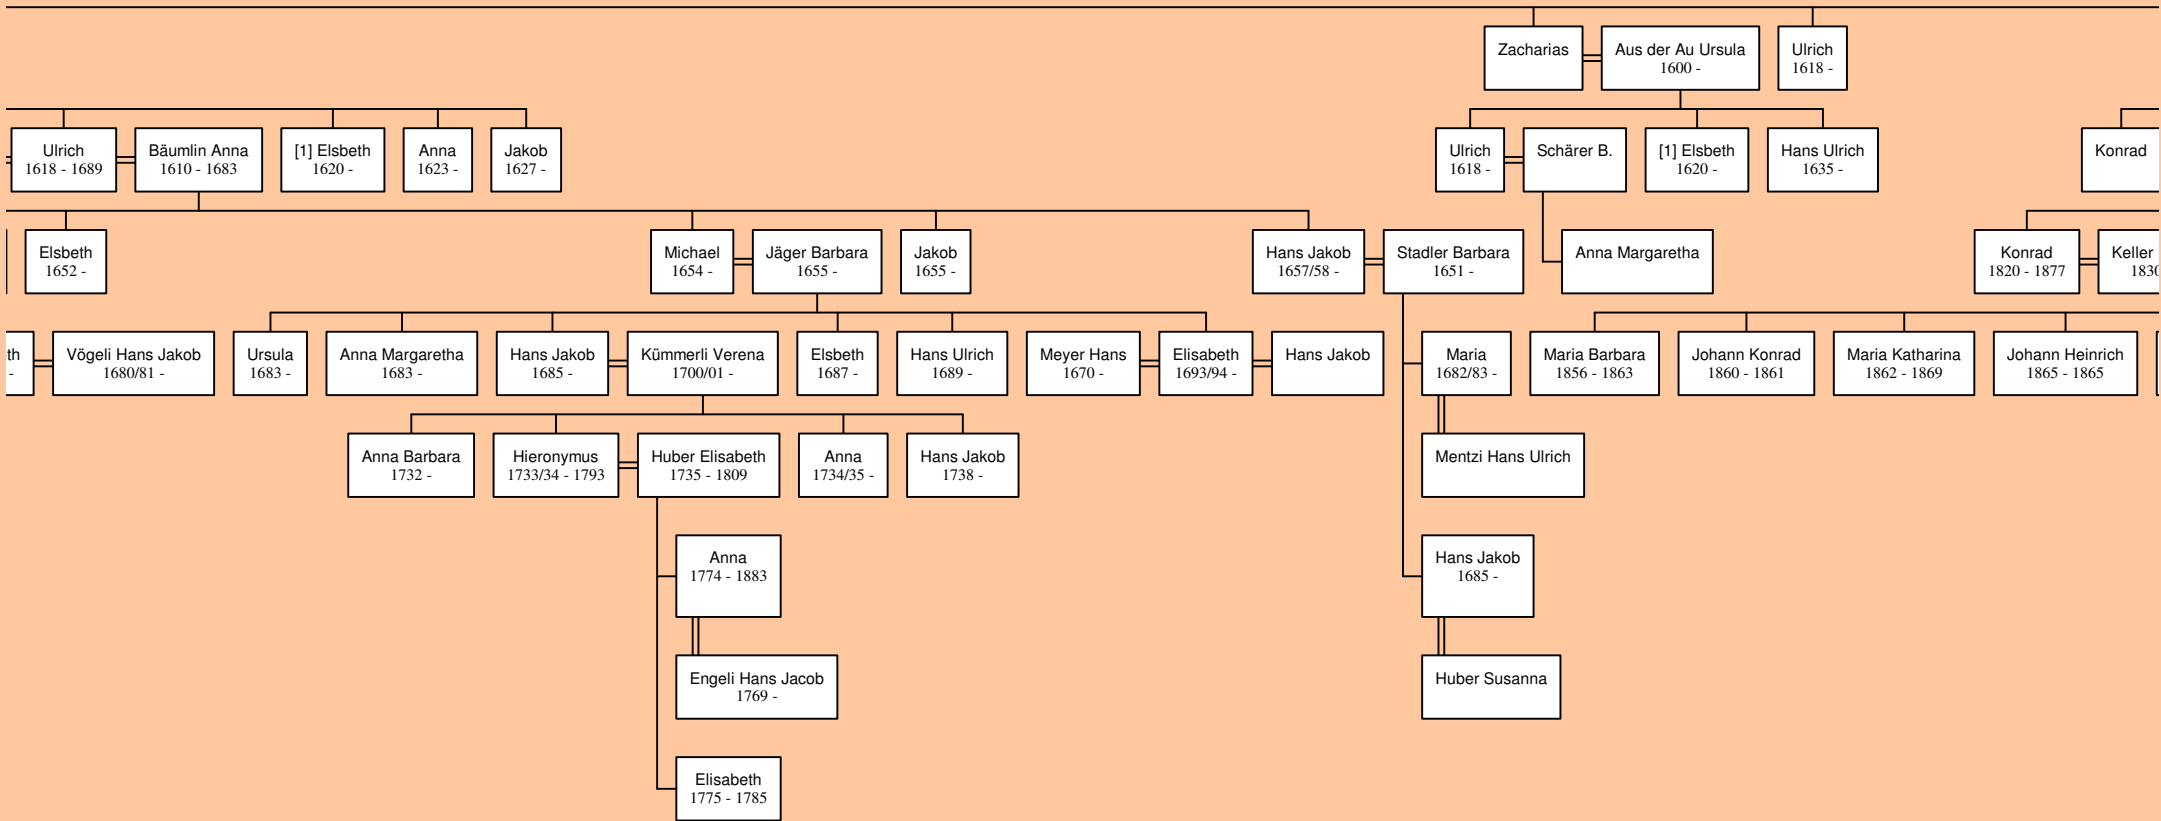 Zacharias
Aus der Au Ursula
1600 -
Ulrich
1618 -
Ulrich
1618 - 1689
Bäumlin Anna
1610 - 1683
[1] Elsbeth
1620 -
Anna
1623 -
Jakob
1627 -
Ulrich
1618 -
Schärer B.
[1] Elsbeth
1620 -
Hans Ulrich
1635 -
Konrad
Elsbeth
1652 -
Michael
1654 -
Jäger Barbara
1655 -
Jakob
1655 -
Hans Jakob
1657/58 -
Stadler Barbara
1651 -
Anna Margaretha
Konrad
1820 - 1877
Keller
1830
th
-
Vögeli Hans Jakob
1680/81 -
Ursula
1683 -
Anna Margaretha
1683 -
Hans Jakob
1685 -
Kümmerli Verena
1700/01 -
Elsbeth
1687 -
Hans Ulrich
1689 -
Meyer Hans
1670 -
Elisabeth
1693/94 -
Hans Jakob
Maria
1682/83 -
Maria Barbara
1856 - 1863
Johann Konrad
1860 - 1861
Maria Katharina
1862 - 1869
Johann Heinrich
1865 - 1865
Anna Barbara
1732 -
Hieronymus
1733/34 - 1793
Huber Elisabeth
1735 - 1809
Anna
1734/35 -
Hans Jakob
1738 -
Mentzi Hans Ulrich
Anna
1774 - 1883
Hans Jakob
1685 -
Engeli Hans Jacob
1769 -
Huber Susanna
Elisabeth
1775 - 1785